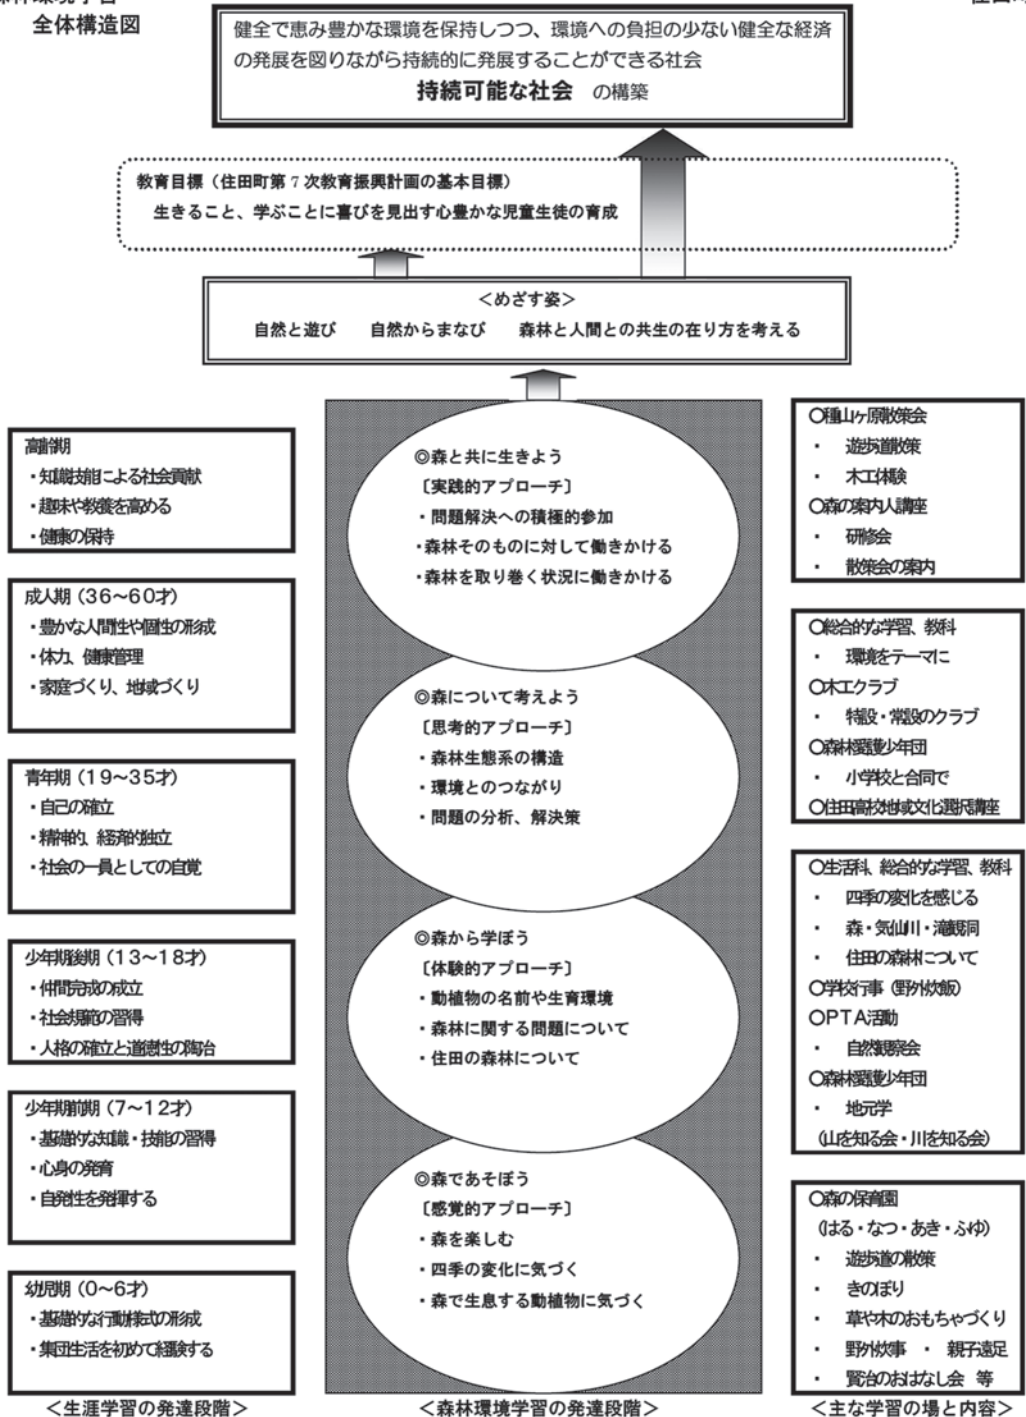 全体構造図
健全で恵み豊かな環境を保持しつつ、環境への負担の少ない健全な経済
の発展を図りながら持続的に発展することができる社会
持続可能な社会 の構築
教育目標（住田町第7次教育振興計画の基本目標）
生きること、学ぶことに喜びを見出す心豊かな児童生徒の育成
＜めざす姿＞
自然と遊び 自然からまなび 森林と人間との共生の在り方を考える
高齢期
・知識技能による社会貢献
・趣味や教養を高める
・健康の保持
成人期（36～60才）
・豊かな人間性や個性の形成
・体力、健康管理
・家庭づくり、地域づくり
青年期（19～35才）
・自己の確立
・精神的、経済的独立
・社会の一員としての自覚
少年期後期（13～18才）
・仲間完成の成立
・社会規範の習得
・人格の確立と道徳性の陶冶
少年期前期（7～12才）
・基礎的な知識・技能の習得
・心身の発育
・自発性を発揮する
幼児期（0～6才）
・基礎的な行動様式の形成
・集団生活を初めて経験する
＜生涯学習の発達段階＞
◎森と共に生きよう
〔実践的アプローチ〕
・問題解決への積極的参加
・森林そのものに対して働きかける
・森林を取り巻く状況に働きかける
◎森について考えよう
〔思考的アプローチ〕
・森林生態系の構造
・環境とのつながり
・問題の分析、解決策
◎森から学ぼう
〔体験的アプローチ〕
・動植物の名前や生育環境
・森林に関する問題について
・住田の森林について
◎森であそぼう
〔感覚的アプローチ〕
・森を楽しむ
・四季の変化に気づく
・森で生息する動植物に気づく
＜森林環境学習の発達段階＞
○種山ヶ原散策会
・ 遊歩道散策
・ 木工体験
○森の案内人講座
・ 研修会
・ 散策会の案内
○総合的な学習、教科
・ 環境をテーマに
○木工クラブ
・ 特設・常設のクラブ
○森林愛護少年団
・ 小学校と合同で
○住田高校地域文化選択講座
○生活科、総合的な学習、教科
・ 四季の変化を感じる
・ 森・気仙川・滝観洞
・ 住田の森林について
○学校行事（野外炊飯）
○PTA活動
・ 自然観察会
○森林愛護少年団
・ 地元学
（山を知る会・川を知る会）
○森の保育園
（はる・なつ・あき・ふゆ）
・ 遊歩道の散策
・ きのぼり
・ 草や木のおもちゃづくり
・ 野外炊事 ・ 親子遠足
・ 賢治のおはなし会 等
＜主な学習の場と内容＞